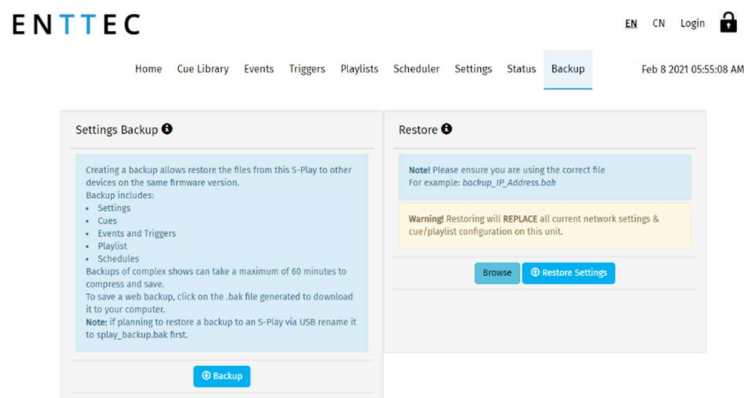 ENTTEC
EN CN Login
Home Cue Library Events Triggers Playlists Scheduler Settings Status Backup Feb 8 2021 05:55:08 AM
Settings Backup
Creating a backup allows restore the files from this S-Play to other
devices on the same firmware version.
Backup includes:
• Settings
• Cues
• Events and Triggers
• Playlist
• Schedules
Backups of complex shows can take a maximum of 60 minutes to
compress and save.
To save a web backup, click on the .bak file generated to download
it to your computer.
Note: if planning to restore a backup to an S-Play via USB rename it
to splay_backup.bak first.
Backup
Restore
Note! Please ensure you are using the correct file
For example: backup_IP_Address.bak
Warning! Restoring will REPLACE all current network settings &
cue/playlist configuration on this unit.
Browse Restore Settings